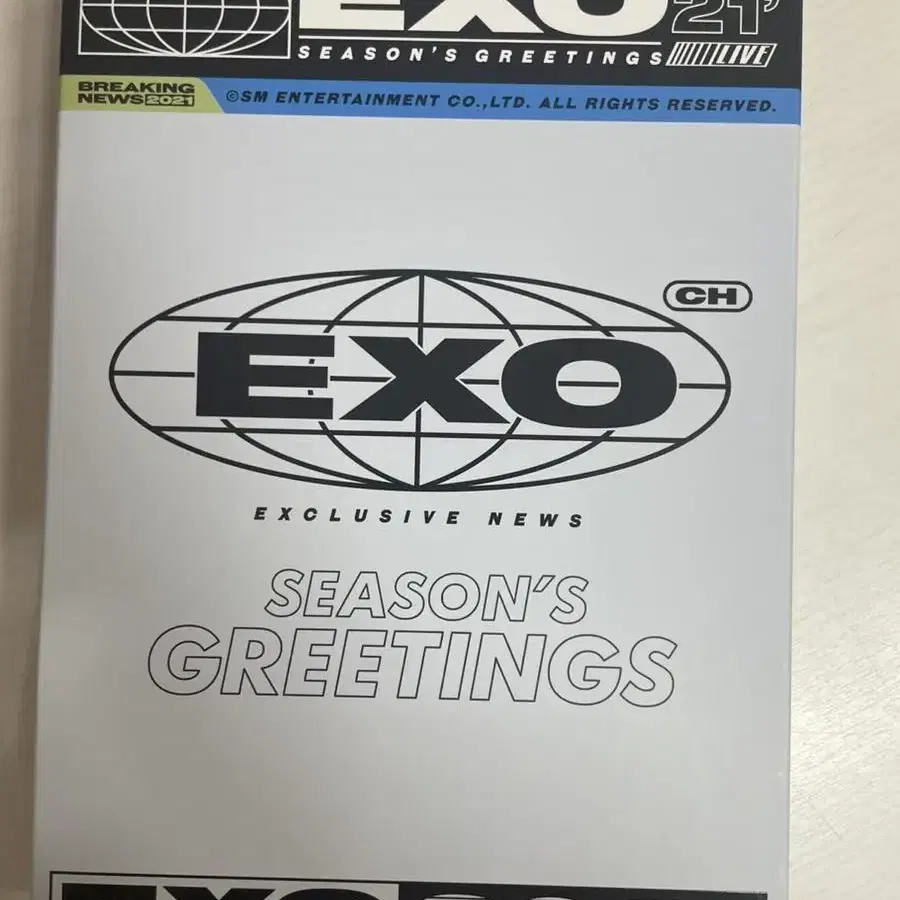 EXO 21'
SEASON'S GREETINGS LIVE
BREAKING
NEWS 2021
©SM ENTERTAINMENT CO.,LTD. ALL RIGHTS RESERVED.
CH
EXO
EXCLUSIVE NEWS
SEASON'S
GREETINGS